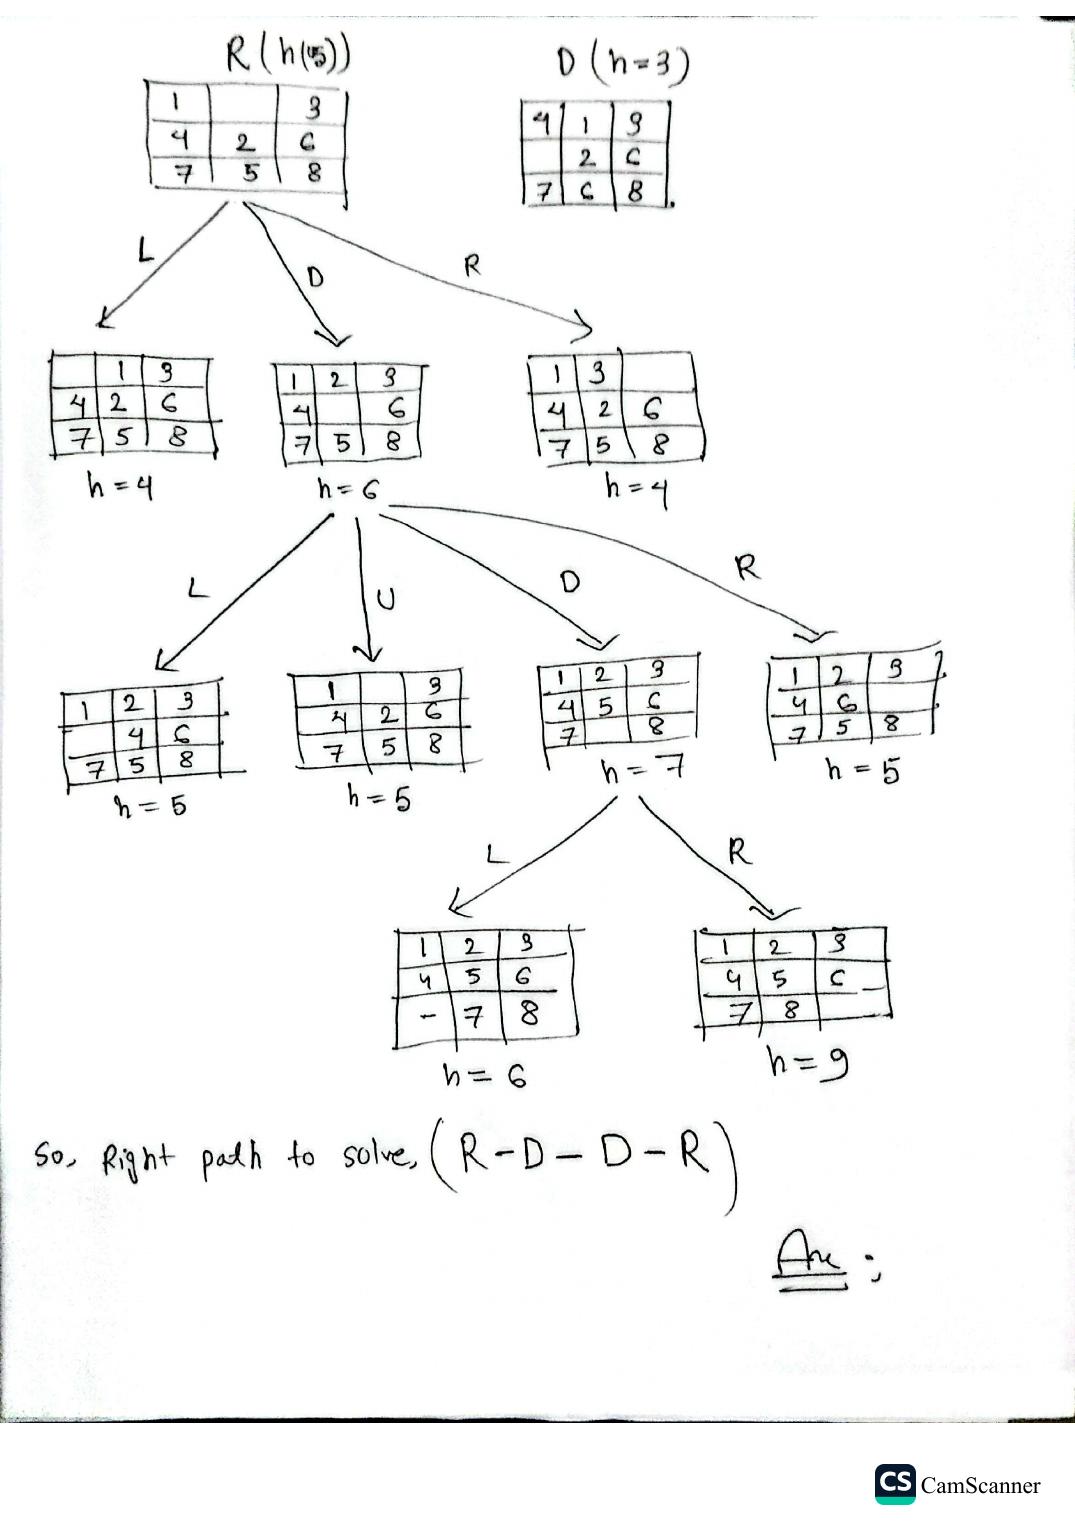 R (h(5)) D (h=3)
1 3
4 2 6
7 5 8
4 1 3
2 6
7 6 8
L D R
1 3
4 2 6
7 5 8
h = 4
1 2 3
4 6
7 5 8
h = 6
1 3
4 2 6
7 5 8
h = 4
L U D R
1 2 3
4 6
7 5 8
h = 5
1 3
4 2 6
7 5 8
h = 5
1 2 3
4 5 6
7 8
h = 7
1 2 3
4 6
7 5 8
h = 5
L R
1 2 3
4 5 6
- 7 8
h = 6
1 2 3
4 5 6
7 8
h = 9
So, Right path to solve, (R-D-D-R)
CS CamScanner